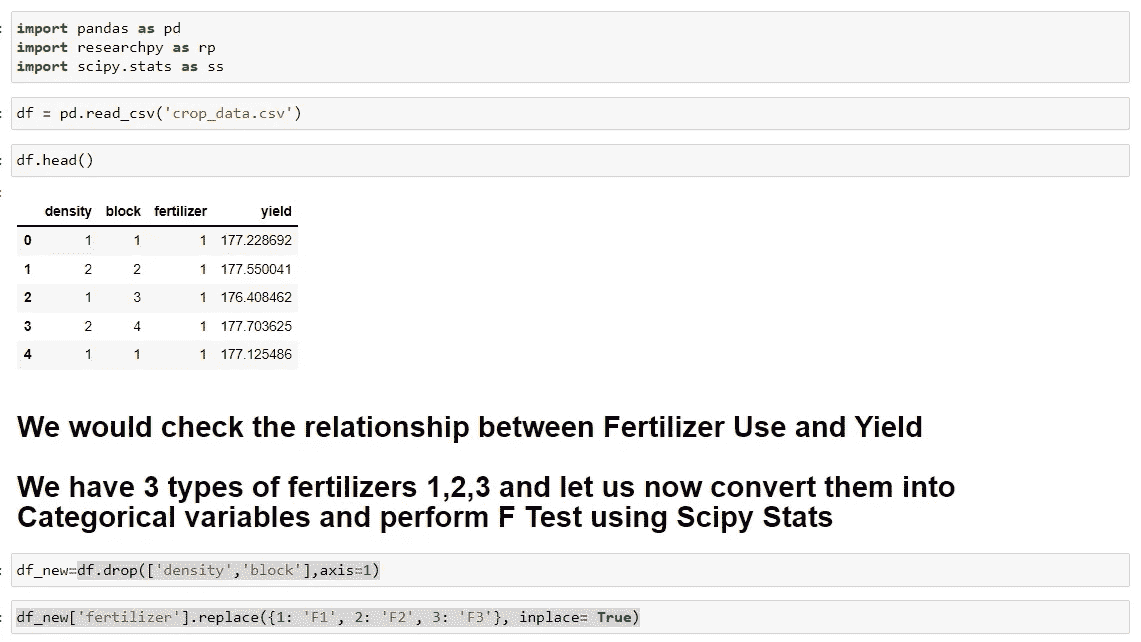 import pandas as pd
import researchpy as rp
import scipy.stats as ss
df = pd.read_csv('crop_data.csv')
df.head()
density block fertilizer yield
0 1 1 1 177.228692
1 2 2 1 177.550041
2 1 3 1 176.408462
3 2 4 1 177.703625
4 1 1 1 177.125486
We would check the relationship between Fertilizer Use and Yield
We have 3 types of fertilizers 1,2,3 and let us now convert them into
Categorical variables and perform F Test using Scipy Stats
df_new=df.drop(['density','block'],axis=1)
df_new['fertilizer'].replace({1: 'F1', 2: 'F2', 3: 'F3'}, inplace= True)